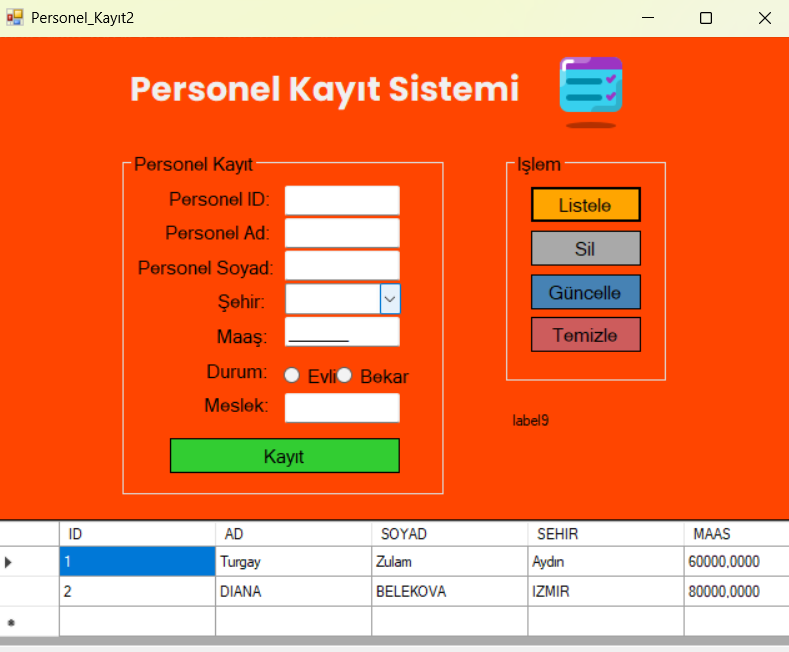 Personel_Kayıt2
Personel Kayıt Sistemi
Personel Kayıt
Personel ID:
Personel Ad:
Personel Soyad:
Şehir:
Maaş:
_______
Durum:
Evli Bekar
Meslek:
Kayıt
Işlem
Listele
Sil
Güncelle
Temizle
label9
ID AD SOYAD SEHIR MAAS
1 Turgay Zulam Aydın 60000,0000
2 DIANA BELEKOVA IZMIR 80000,0000